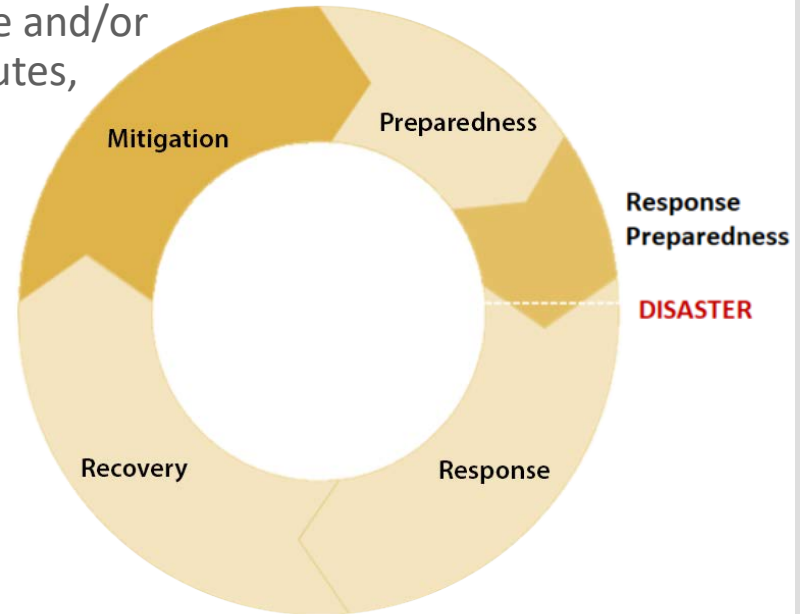 e and/or
utes,
Mitigation
Preparedness
Response
Preparedness
DISASTER
Recovery
Response